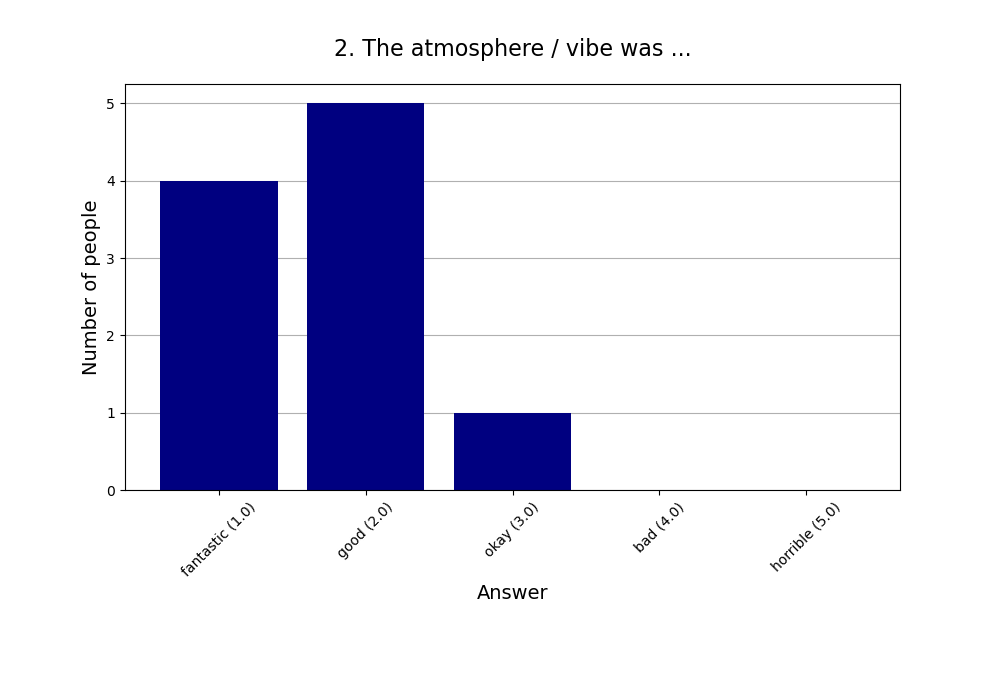 2. The atmosphere / vibe was ...
5
4
3
2
1
0
Number of people
fantastic (1.0)
good (2.0)
okay (3.0)
bad (4.0)
horrible (5.0)
Answer